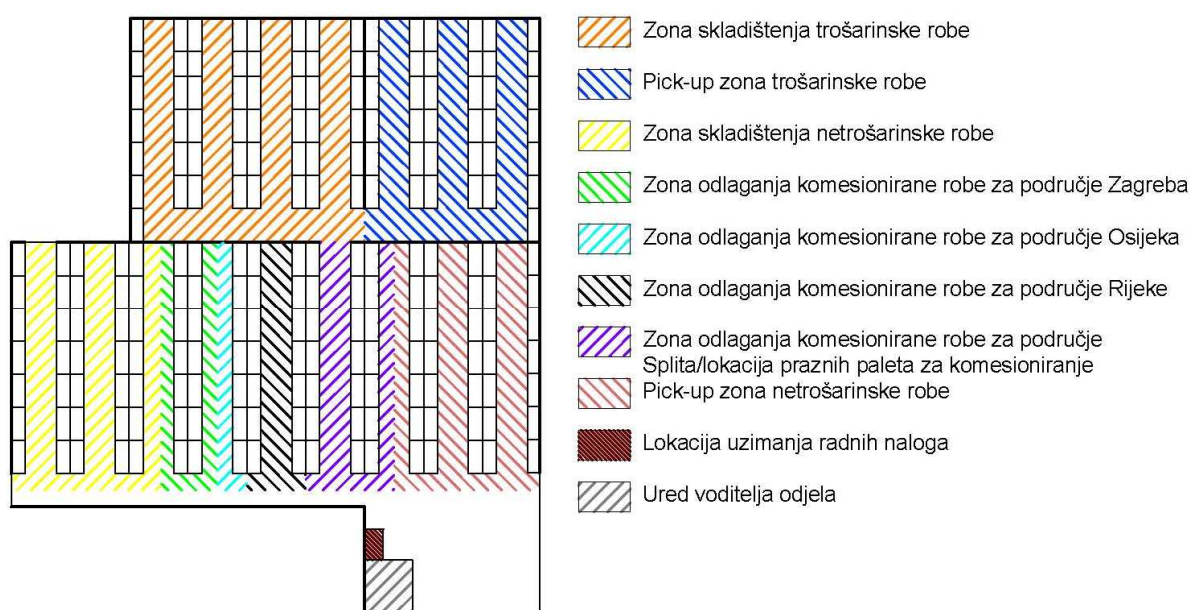 Zona skladištenja trošarinske robe
Pick-up zona trošarinske robe
Zona skladištenja netrošarinske robe
Zona odlaganja komesionirane robe za područje Zagreba
Zona odlaganja komesionirane robe za područje Osijeka
Zona odlaganja komesionirane robe za područje Rijeke
Zona odlaganja komesionirane robe za područje
Splita/lokacija praznih paleta za komesioniranje
Pick-up zona netrošarinske robe
Lokacija uzimanja radnih naloga
Ured voditelja odjela